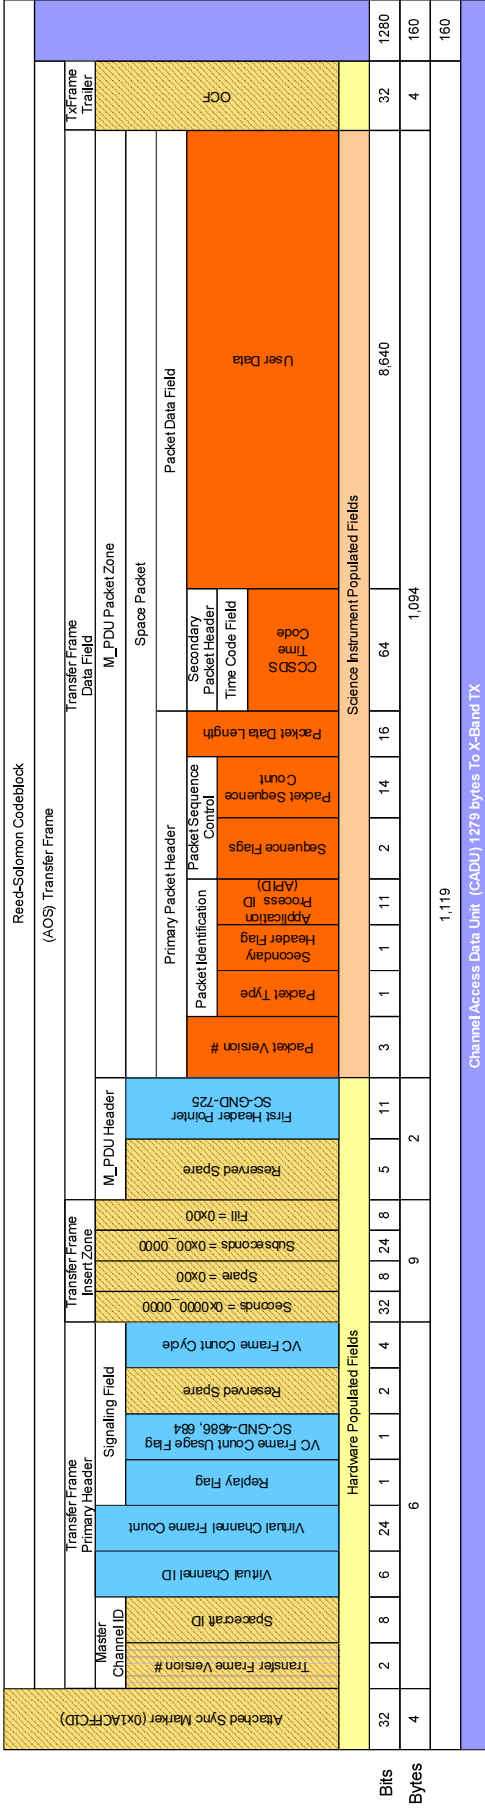 Reed-Solomon Codeblock
(AOS) Transfer Frame
Transfer Frame
Primary Header
Transfer Frame
Insert Zone
Transfer Frame
Data Field
TxFrame
Trailer
Master
Channel ID
Signaling Field
M_PDU Header
M_PDU Packet Zone
Space Packet
Primary Packet Header
Packet Data Field
Packet Identification
Packet Sequence
Control
Secondary
Packet Header
Time Code Field
Attached Sync Marker (0x1ACFFC1D)
Transfer Frame Version #
Spacecraft ID
Virtual Channel ID
Virtual Channel Frame Count
Replay Flag
VC Frame Count Usage Flag
SC-GND-4686, 684
Reserved Spare
VC Frame Count Cycle
Seconds = 0x0000_0000
Spare = 0x00
Subseconds = 0x00_0000
Fill = 0x00
Reserved Spare
First Header Pointer
SC-GND-725
Packet Version #
Packet Type
Secondary
Header Flag
Application
Process ID
(APID)
Sequence Flags
Packet Sequence
Count
Packet Data Length
CCSDS
Time
Code
User Data
OCF
Hardware Populated Fields
Science Instrument Populated Fields
Bits 32 2 8 6 24 1 1 2 4 32 8 24 8 5 11 3 1 1 11 2 14 16 64 8,640 32 1280
Bytes 4 6 9 2 1,094 4 160
1,119 160
Channel Access Data Unit (CADU) 1279 bytes To X-Band TX